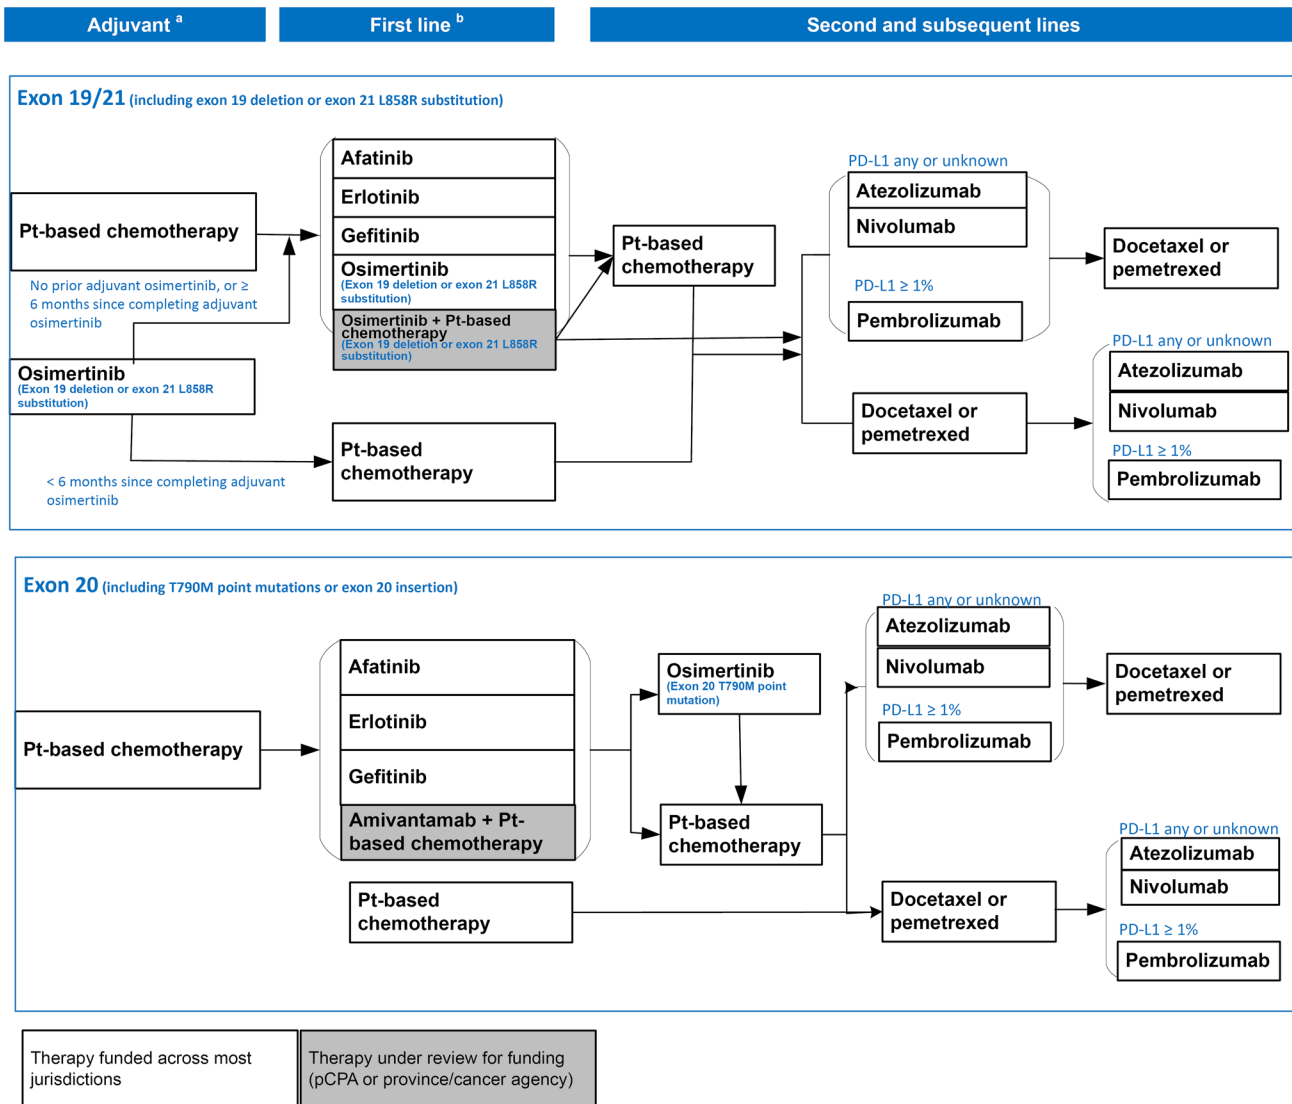 Adjuvant a
First line b
Second and subsequent lines
Exon 19/21 (including exon 19 deletion or exon 21 L858R substitution)
Pt-based chemotherapy
No prior adjuvant osimertinib, or ≥
6 months since completing adjuvant
osimertinib
Osimertinib
(Exon 19 deletion or exon 21 L858R
substitution)
< 6 months since completing adjuvant
osimertinib
Afatinib
Erlotinib
Gefitinib
Osimertinib
(Exon 19 deletion or exon 21 L858R
substitution)
Osimertinib + Pt-based
chemotherapy
(Exon 19 deletion or exon 21 L858R
substitution)
Pt-based
chemotherapy
Pt-based
chemotherapy
PD-L1 any or unknown
Atezolizumab
Nivolumab
PD-L1 ≥ 1%
Pembrolizumab
Docetaxel or
pemetrexed
Docetaxel or
pemetrexed
PD-L1 any or unknown
Atezolizumab
Nivolumab
PD-L1 ≥ 1%
Pembrolizumab
Exon 20 (including T790M point mutations or exon 20 insertion)
Pt-based chemotherapy
Afatinib
Erlotinib
Gefitinib
Amivantamab + Pt-
based chemotherapy
Pt-based
chemotherapy
Osimertinib
(Exon 20 T790M point
mutation)
Pt-based
chemotherapy
PD-L1 any or unknown
Atezolizumab
Nivolumab
PD-L1 ≥ 1%
Pembrolizumab
Docetaxel or
pemetrexed
Docetaxel or
pemetrexed
PD-L1 any or unknown
Atezolizumab
Nivolumab
PD-L1 ≥ 1%
Pembrolizumab
Therapy funded across most
jurisdictions
Therapy under review for funding
(pCPA or province/cancer agency)